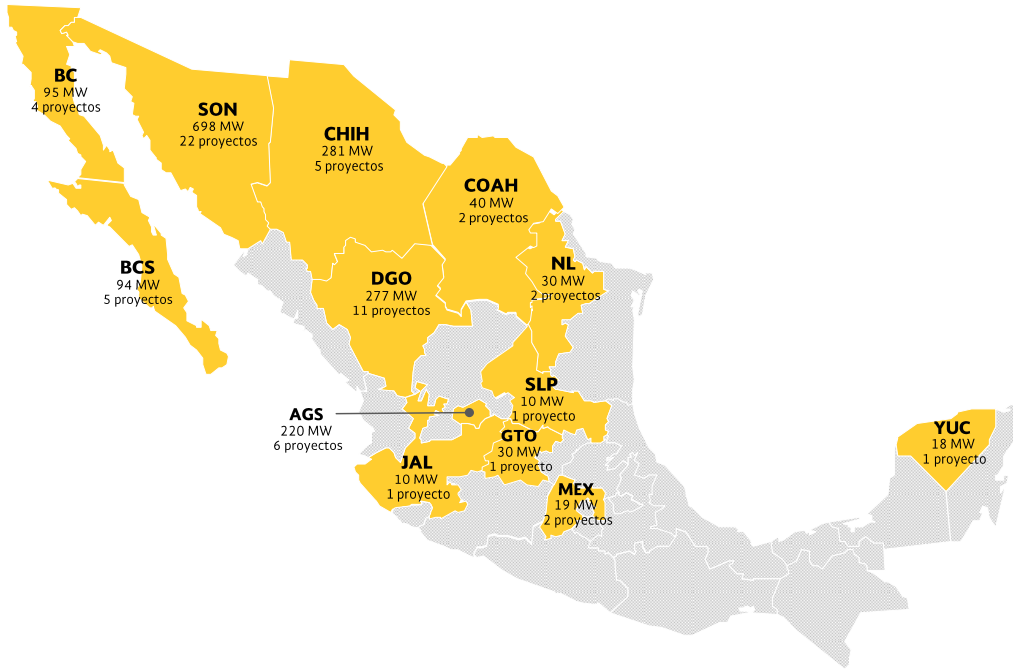 BC
95 MW
4 proyectos
SON
698 MW
22 proyectos
CHIH
281 MW
5 proyectos
COAH
40 MW
2 proyectos
BCS
94 MW
5 proyectos
DGO
277 MW
11 proyectos
NL
30 MW
2 proyectos
SLP
10 MW
1 proyecto
AGS
220 MW
6 proyectos
GTO
30 MW
1 proyecto
JAL
10 MW
1 proyecto
MEX
19 MW
2 proyectos
YUC
18 MW
1 proyecto